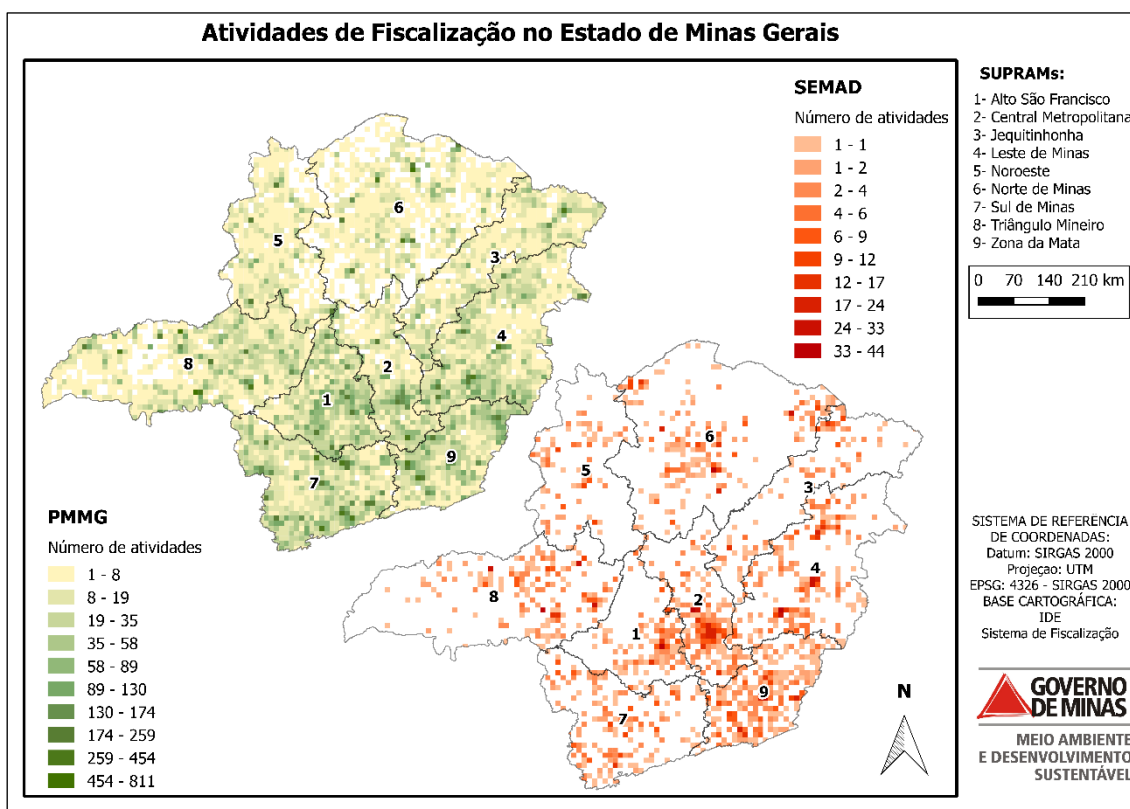 Atividades de Fiscalização no Estado de Minas Gerais
SEMAD
Número de atividades
1 - 1
1 - 2
2 - 4
4 - 6
6 - 9
9 - 12
12 - 17
17 - 24
24 - 33
33 - 44
SUPRAMs:
1- Alto São Francisco
2- Central Metropolitana
3- Jequitinhonha
4- Leste de Minas
5- Noroeste
6- Norte de Minas
7- Sul de Minas
8- Triângulo Mineiro
9- Zona da Mata
0 70 140 210 km
6
5
3
4
8
2
1
9
7
6
5
3
4
8
2
1
9
7
PMMG
Número de atividades
1 - 8
8 - 19
19 - 35
35 - 58
58 - 89
89 - 130
130 - 174
174 - 259
259 - 454
454 - 811
N
SISTEMA DE REFERÊNCIA
DE COORDENADAS:
Datum: SIRGAS 2000
Projeçao: UTM
EPSG: 4326 - SIRGAS 2000
BASE CARTOGRÁFICA:
IDE
Sistema de Fiscalização
GOVERNO
DE MINAS
MEIO AMBIENTE
E DESENVOLVIMENTO
SUSTENTÁVEL